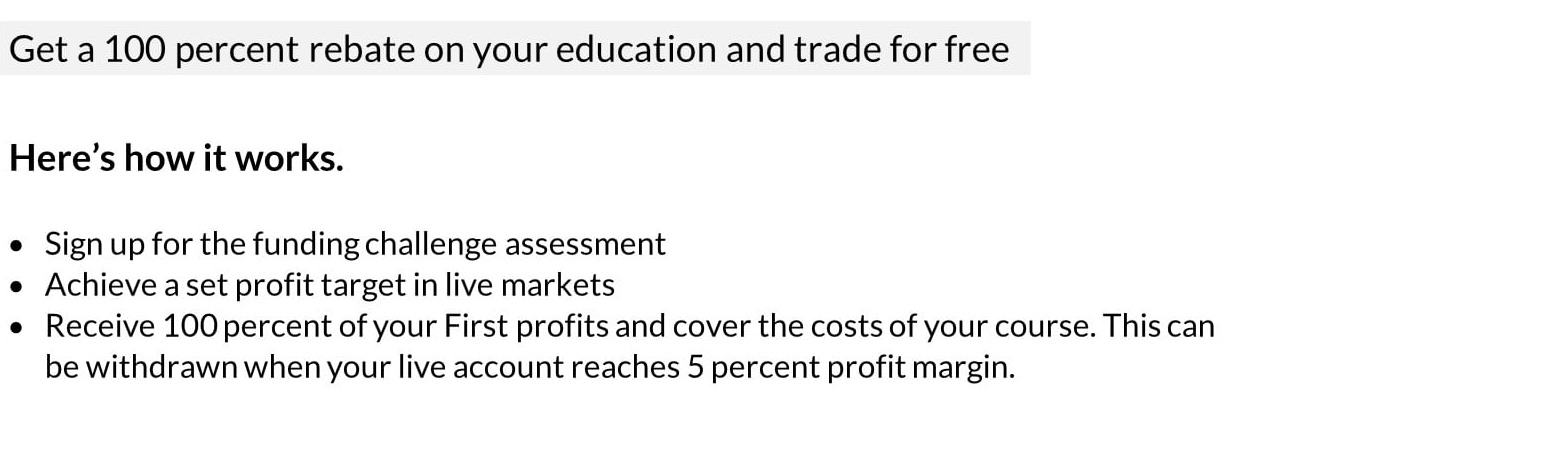 Get a 100 percent rebate on your education and trade for free
Here’s how it works.
• Sign up for the funding challenge assessment
• Achieve a set profit target in live markets
• Receive 100 percent of your First profits and cover the costs of your course. This can
be withdrawn when your live account reaches 5 percent profit margin.